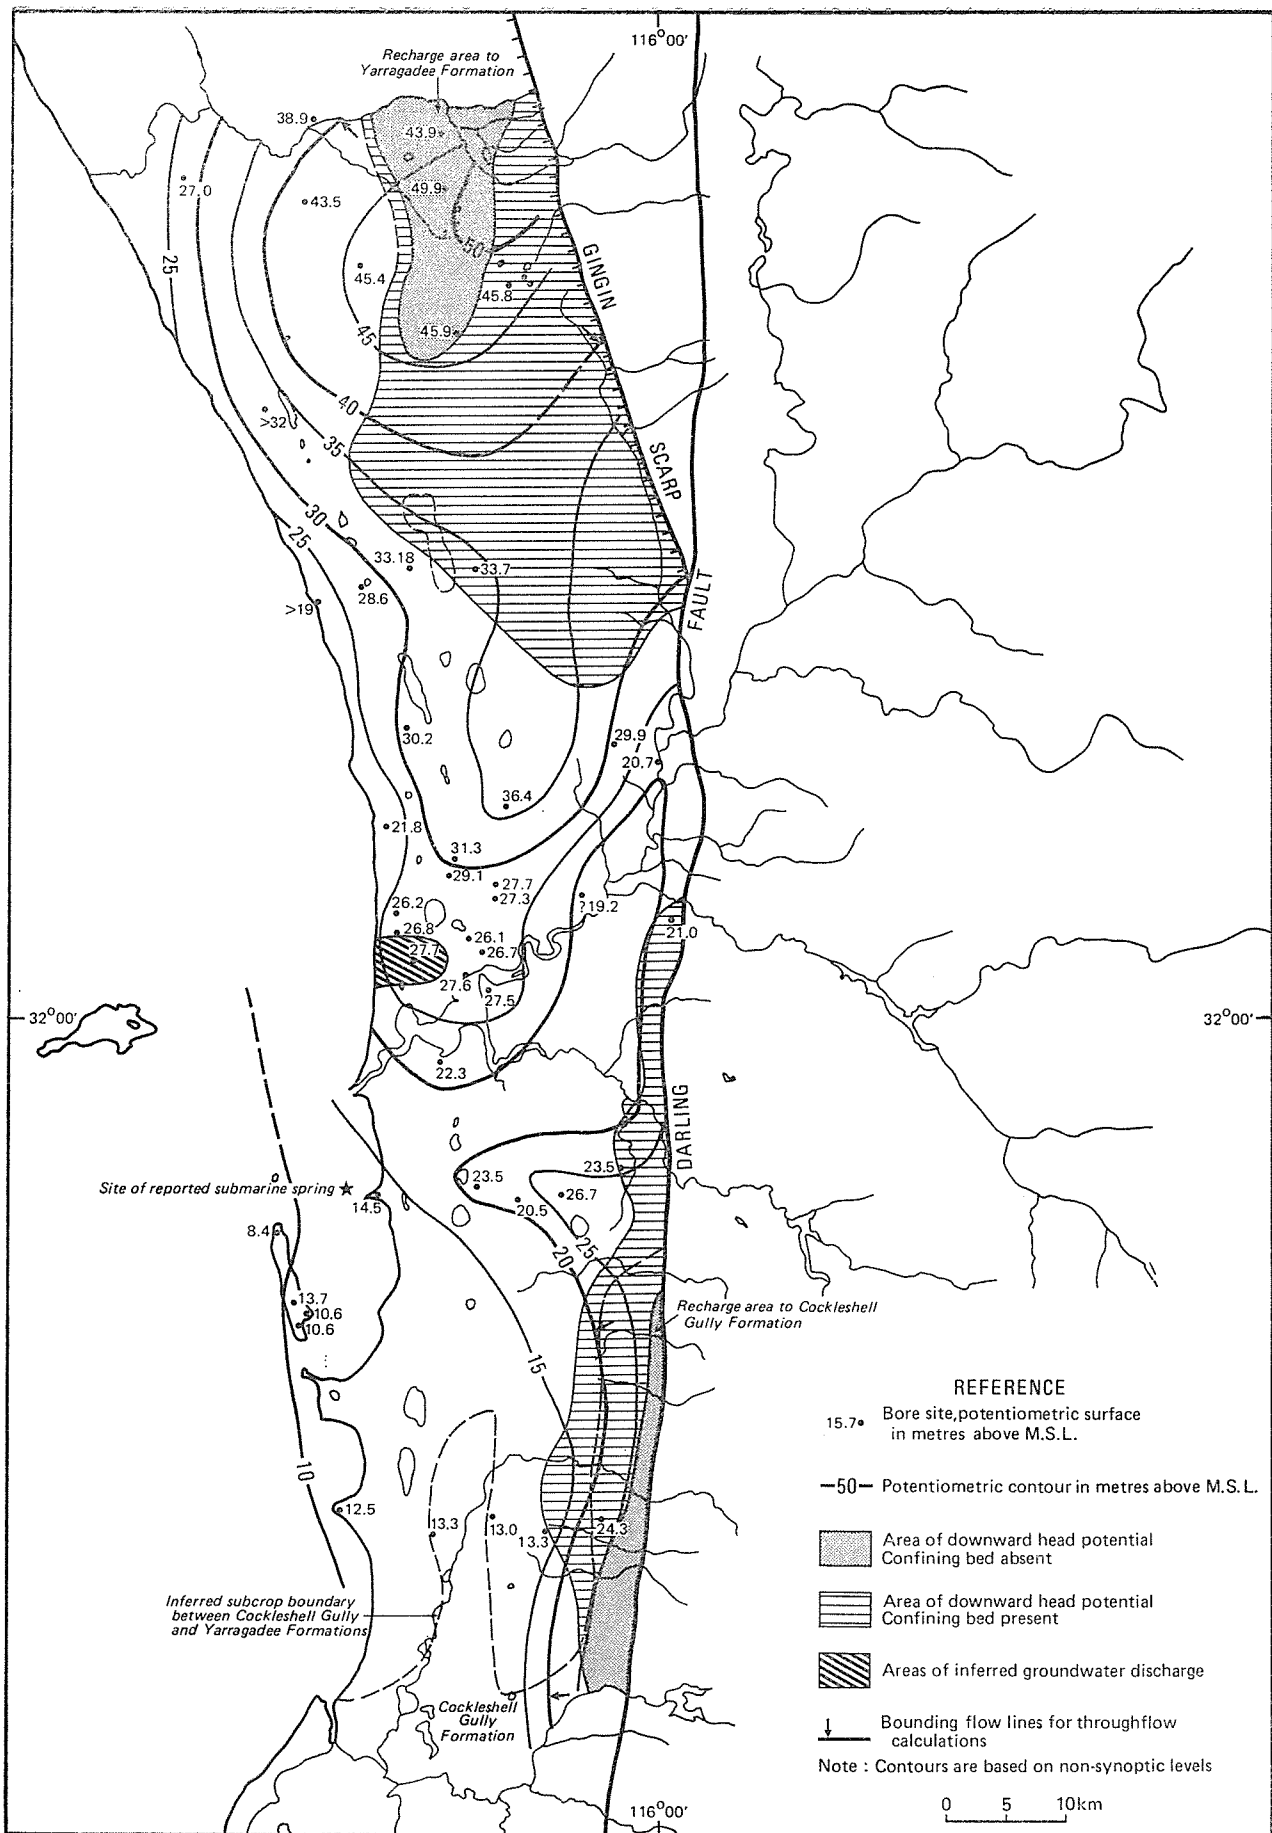 116°00'
Recharge area to
Yarragadee Formation
38.9
43.9
27.0
49.9
43.5
50
GINGIN
25
45.4
45.8
45
45.9
40
>32
35
SCARP
30
25
33.18
33.7
28.6
>19
FAULT
30.2
29.9
20.7
36.4
21.8
31.3
29.1
27.7
27.3
?19.2
26.2
26.8
21.0
26.1
27.7
26.7
27.6
27.5
32°00'
32°00'
22.3
DARLING
23.5
23.5
Site of reported submarine spring
14.5
26.7
20.5
8.4
25
20
13.7
10.6
10.6
Recharge area to Cockleshell
Gully Formation
15
10
12.5
13.3
13.0
13.3
24.3
Inferred subcrop boundary
between Cockleshell Gully
and Yarragadee Formations
Cockleshell
Gully
Formation
REFERENCE
15.7
Bore site, potentiometric surface
in metres above M.S.L.
50
Potentiometric contour in metres above M.S.L.
Area of downward head potential
Confining bed absent
Area of downward head potential
Confining bed present
Areas of inferred groundwater discharge
Bounding flow lines for throughflow
calculations
Note : Contours are based on non-synoptic levels
0 5 10km
116°00'